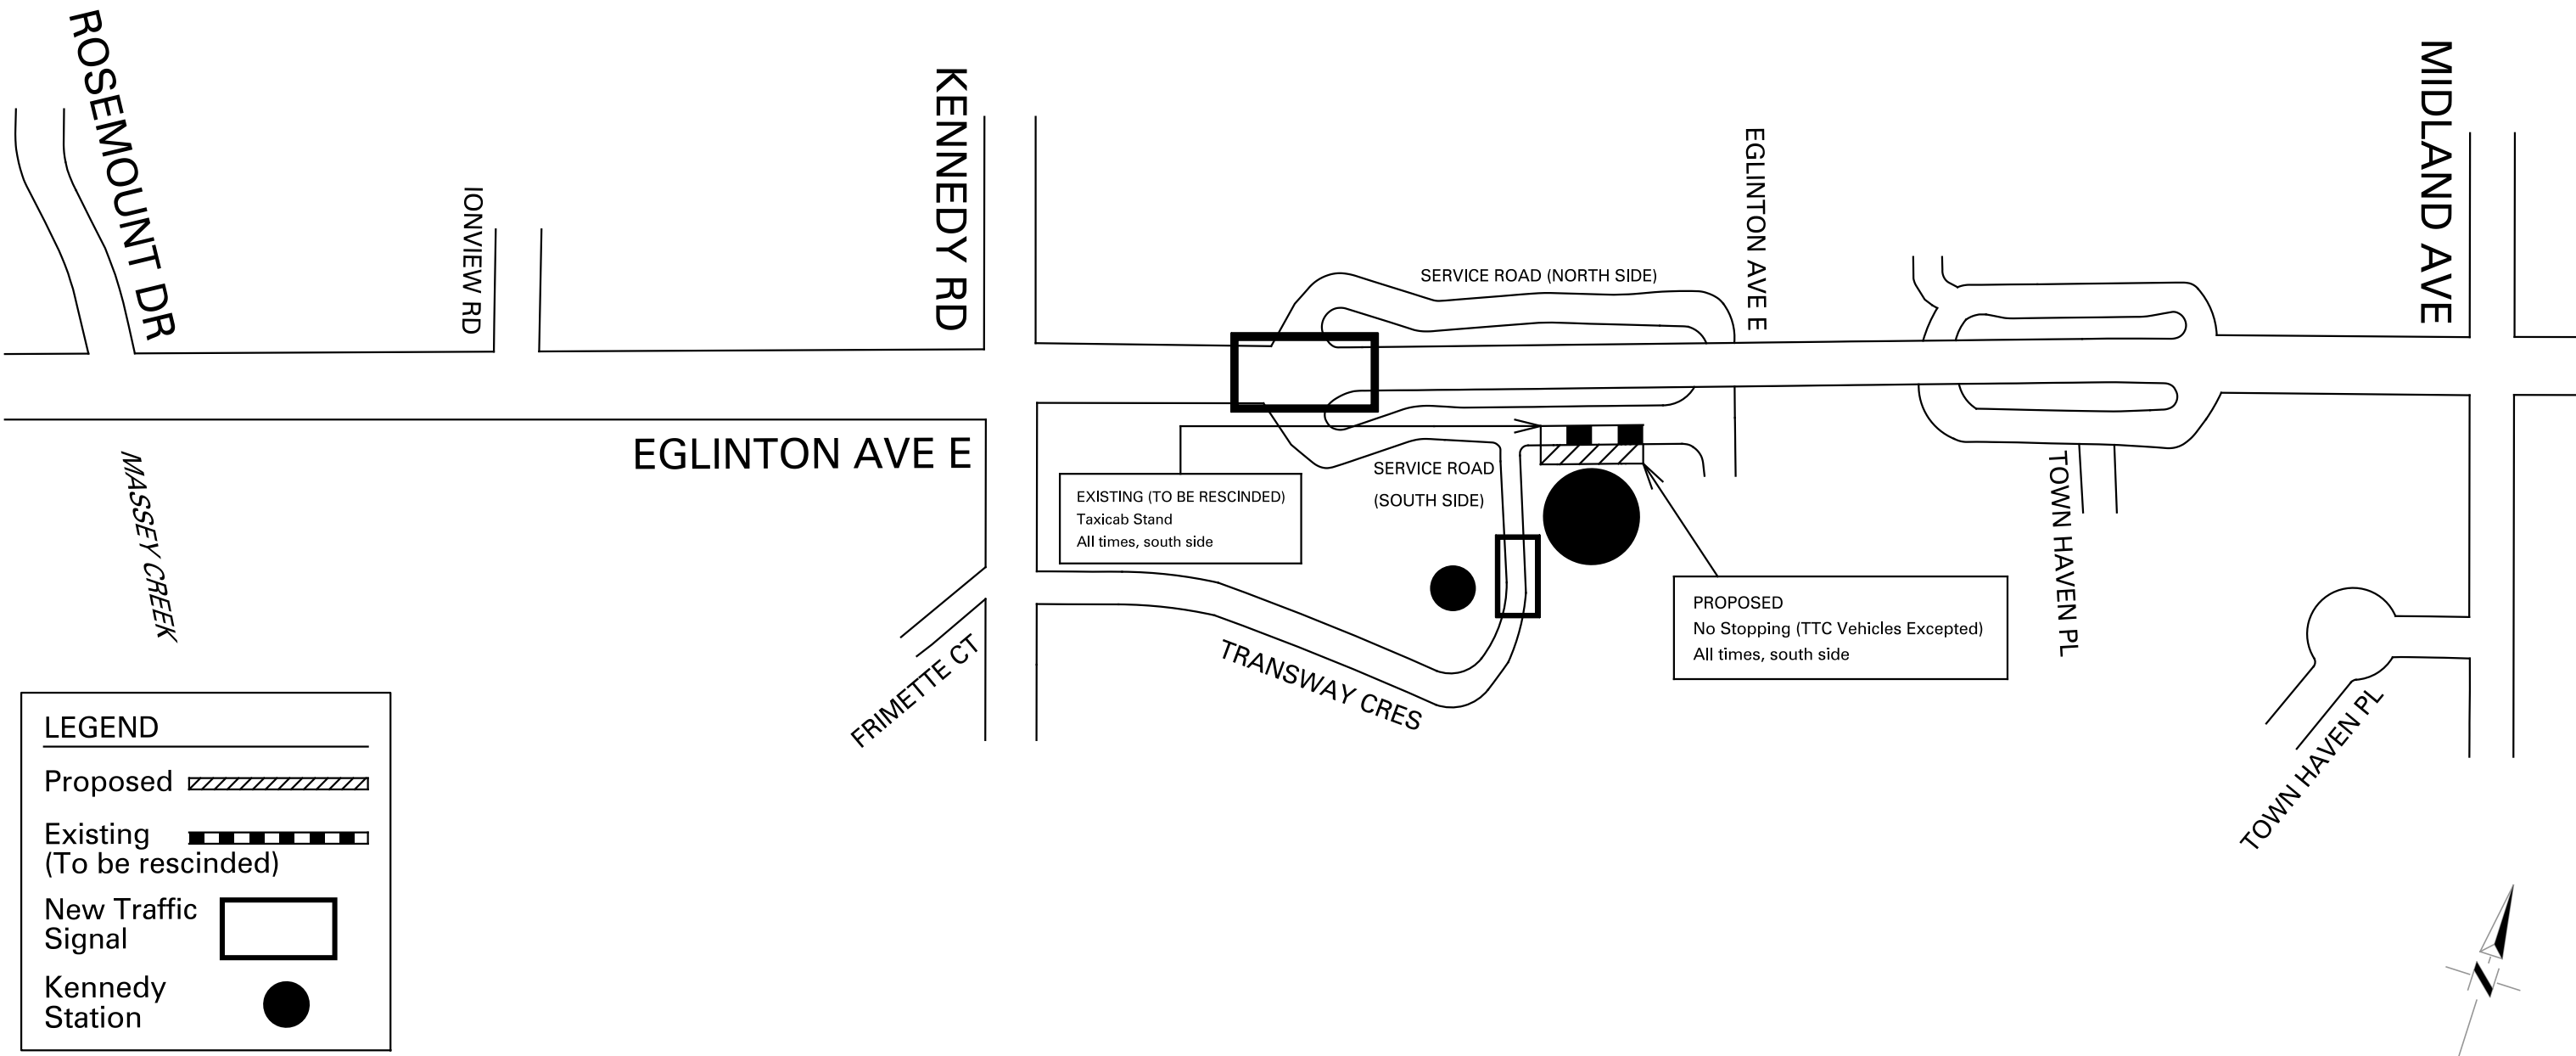 ROSEMOUNT DR
IONVIEW RD
KENNEDY RD
SERVICE ROAD (NORTH SIDE)
EGLINTON AVE E
MIDLAND AVE
EGLINTON AVE E
MASSEY CREEK
SERVICE ROAD
(SOUTH SIDE)
EXISTING (TO BE RESCINDED)
Taxicab Stand
All times, south side
TOWN HAVEN PL
PROPOSED
No Stopping (TTC Vehicles Excepted)
All times, south side
FRIMETTE CT
TRANSWAY CRES
TOWN HAVEN PL
LEGEND
Proposed
Existing
(To be rescinded)
New Traffic
Signal
Kennedy
Station
N